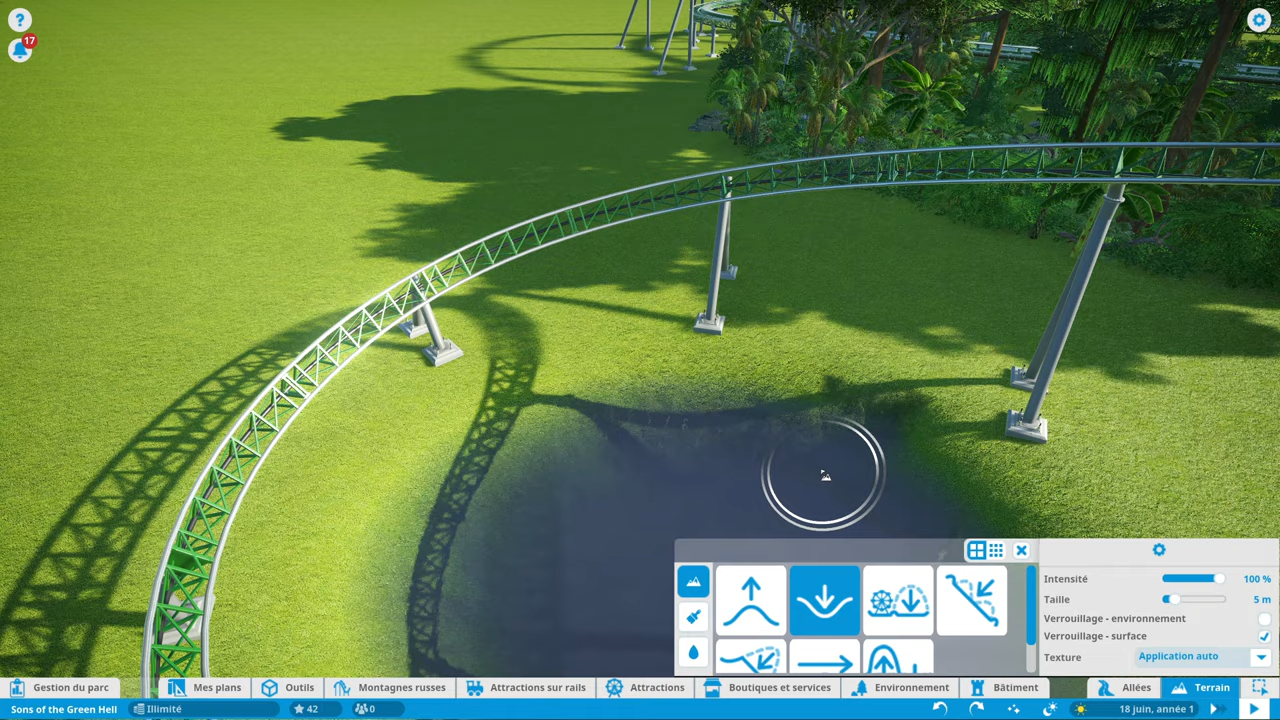 ?
17
Intensité 100 %
Taille 5 m
Verrouillage - environnement
Verrouillage - surface
Texture Application auto
Gestion du parc Mes plans Outils Montagnes russes Attractions sur rails Attractions Boutiques et services Environnement Bâtiment Allées Terrain
Sons of the Green Hell Illimité 42 0 18 juin, année 1